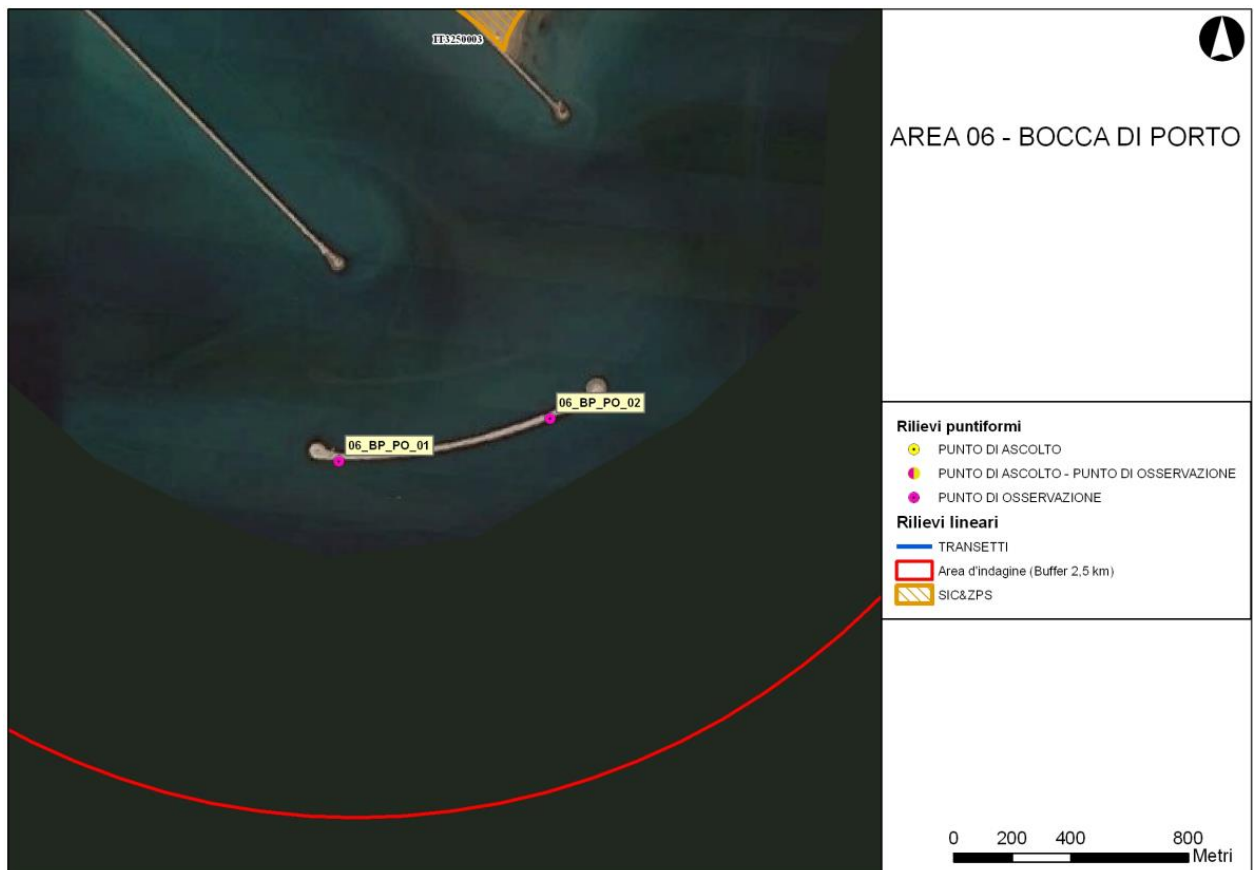 IT3250003
06_BP_PO_02
06_BP_PO_01
AREA 06 - BOCCA DI PORTO
Rilievi puntiformi
PUNTO DI ASCOLTO
PUNTO DI ASCOLTO - PUNTO DI OSSERVAZIONE
PUNTO DI OSSERVAZIONE
Rilievi lineari
TRANSETTI
Area d'indagine (Buffer 2,5 km)
SIC&ZPS
0 200 400 800
Metri